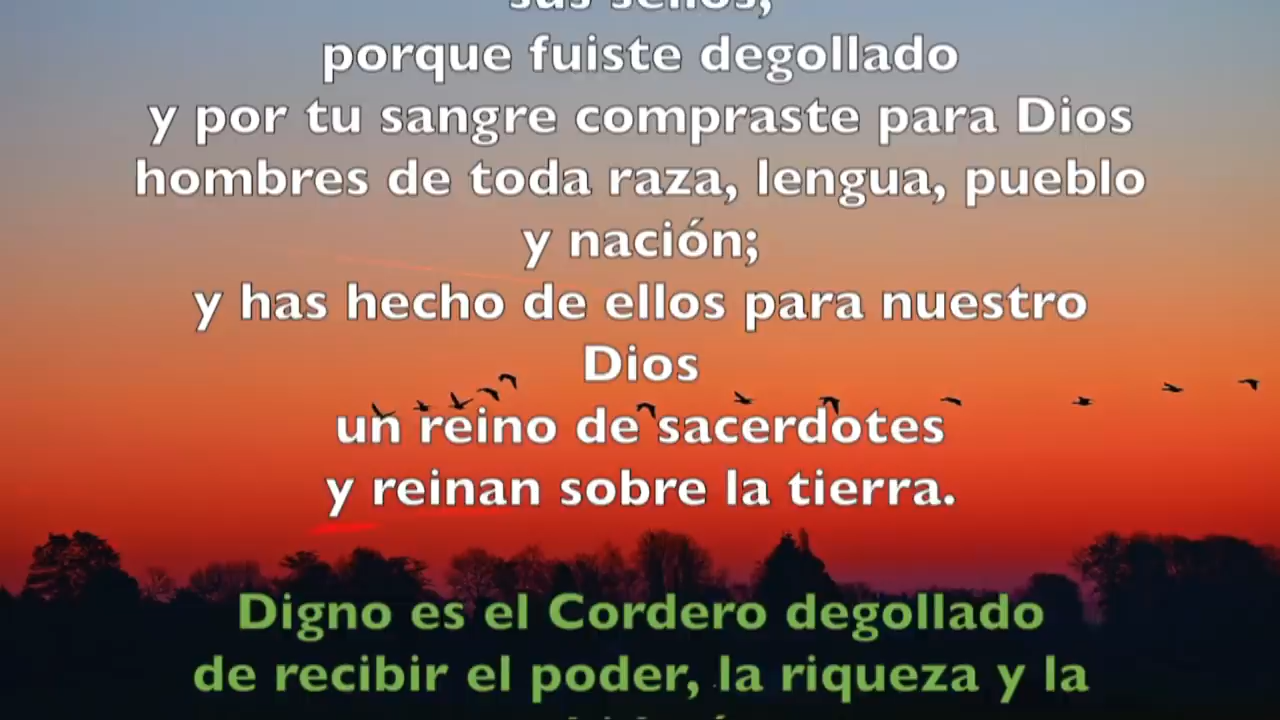 sus sellos,
porque fuiste degollado
y por tu sangre compraste para Dios
hombres de toda raza, lengua, pueblo
y nación;
y has hecho de ellos para nuestro
Dios
un reino de sacerdotes
y reinan sobre la tierra.
Digno es el Cordero degollado
de recibir el poder, la riqueza y la